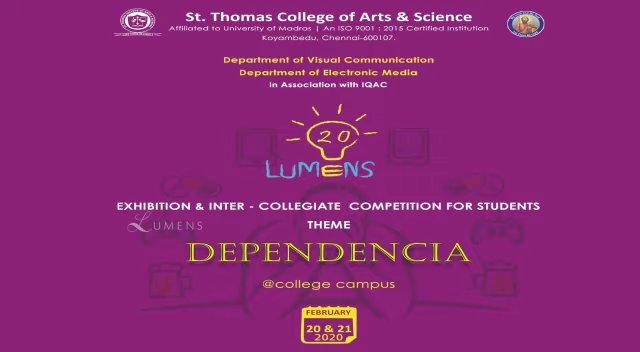 St. Thomas College of Arts & Science
Affiliated to University of Madras | An ISO 9001 : 2015 Certified Institution
Koyambedu, Chennai-600107.
Department of Visual Communication
Department of Electronic Media
In Association with IQAC
20
LUMENS
EXHIBITION & INTER - COLLEGIATE COMPETITION FOR STUDENTS
LUMENS
THEME
DEPENDENCIA
@college campus
FEBRUARY
20 & 21
2020